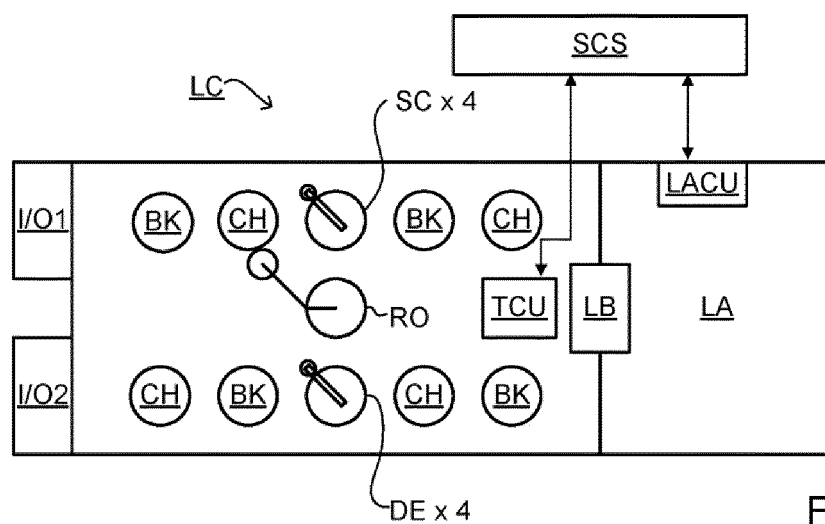 SCS
LC
SC x 4
LACU
I/O1
BK
CH
BK
CH
RO
TCU
LB
LA
I/O2
CH
BK
CH
BK
DE x 4
F